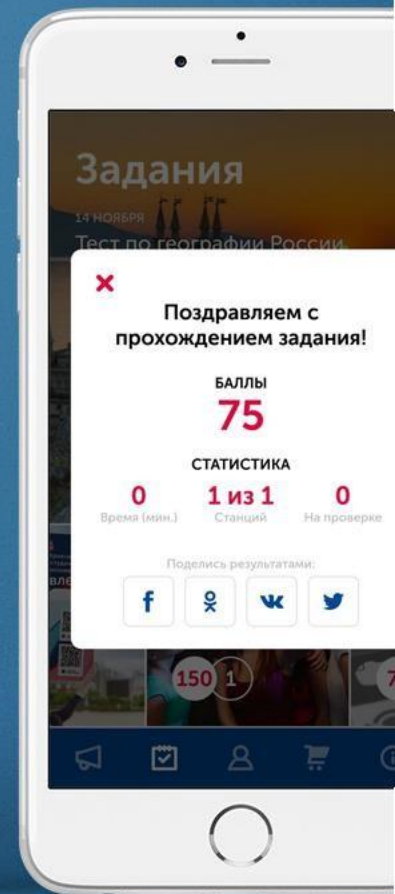 Задания
14 НОЯБРЯ
Тест по географии России.
Поздравляем с
прохождением задания!
БАЛЛЫ
75
СТАТИСТИКА
0 1 из 1 0
Время (мин.) Станций На проверке
Поделись результатами:
150 1
7